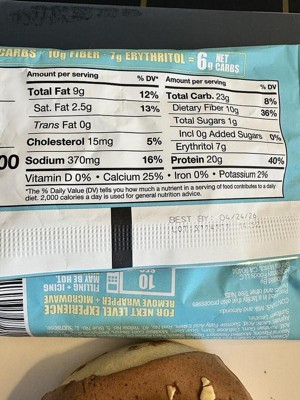 CARBS - 10g FIBER - 7g ERYTHRITOL = 6g NET CARBS
Amount per serving % DV*
Total Fat 9g 12%
Sat. Fat 2.5g 13%
Trans Fat 0g
Cholesterol 15mg 5%
00 Sodium 370mg 16%
Amount per serving % DV*
Total Carb. 23g 8%
Dietary Fiber 10g 36%
Total Sugars 1g
Incl 0g Added Sugars 0%
Erythritol 7g
Protein 20g 40%
Vitamin D 0% • Calcium 25% • Iron 0% • Potassium 2%
*The % Daily Value (DV) tells you how much a nutrient in a serving of food contributes to a daily
diet. 2,000 calories a day is used for general nutrition advice.
BEST BY: 04/24/26
FOR NEXT LEVEL EXPERIENCE
REMOVE WRAPPER • MICROWAVE
10
FILLING + ICING
MAY BE HOT